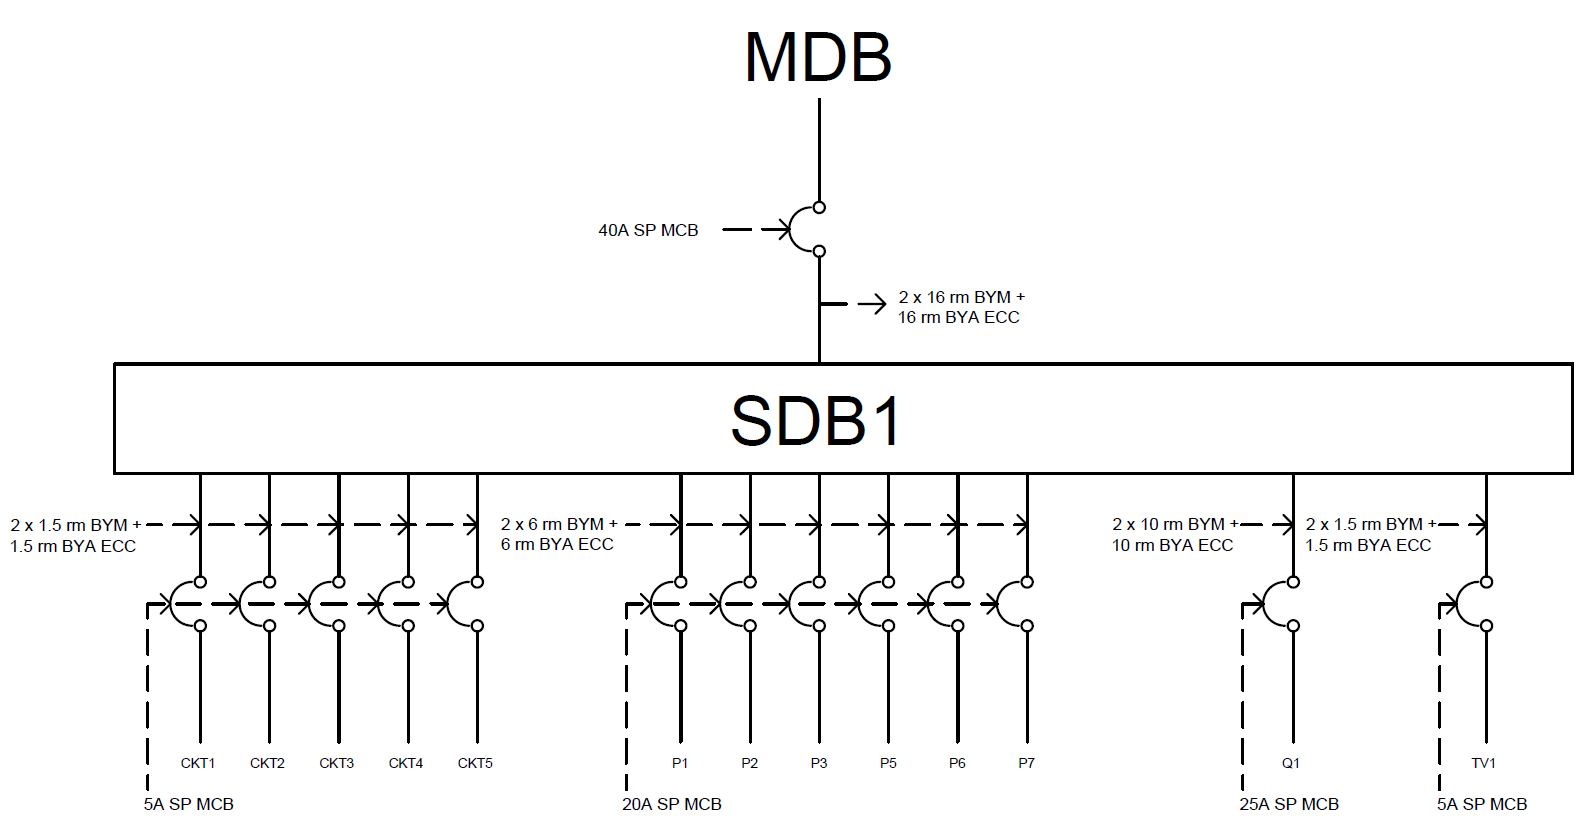 MDB
40A SP MCB
2 x 16 rm BYM +
16 rm BYA ECC
SDB1
2 x 1.5 rm BYM +
1.5 rm BYA ECC
2 x 6 rm BYM +
6 rm BYA ECC
2 x 10 rm BYM +
10 rm BYA ECC
2 x 1.5 rm BYM +
1.5 rm BYA ECC
CKT1 CKT2 CKT3 CKT4 CKT5 P1 P2 P3 P5 P6 P7 Q1 TV1
5A SP MCB
20A SP MCB
25A SP MCB
5A SP MCB